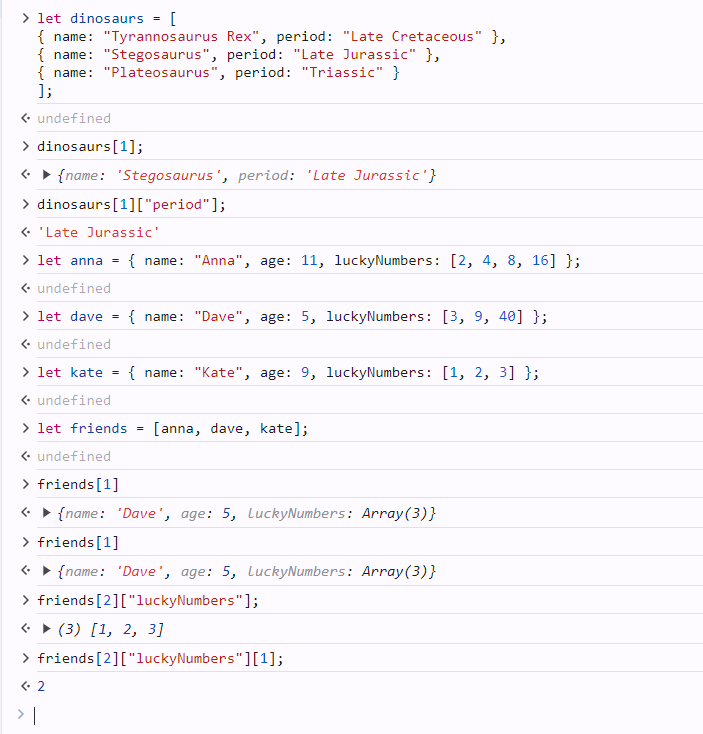 > let dinosaurs = [
{ name: "Tyrannosaurus Rex", period: "Late Cretaceous" },
{ name: "Stegosaurus", period: "Late Jurassic" },
{ name: "Plateosaurus", period: "Triassic" }
];
undefined
> dinosaurs[1];
{name: 'Stegosaurus', period: 'Late Jurassic'}
> dinosaurs[1]["period"];
'Late Jurassic'
> let anna = { name: "Anna", age: 11, luckyNumbers: [2, 4, 8, 16] };
undefined
> let dave = { name: "Dave", age: 5, luckyNumbers: [3, 9, 40] };
undefined
> let kate = { name: "Kate", age: 9, luckyNumbers: [1, 2, 3] };
undefined
> let friends = [anna, dave, kate];
undefined
> friends[1]
{name: 'Dave', age: 5, luckyNumbers: Array(3)}
> friends[1]
{name: 'Dave', age: 5, luckyNumbers: Array(3)}
> friends[2]["luckyNumbers"];
(3) [1, 2, 3]
> friends[2]["luckyNumbers"][1];
2
>